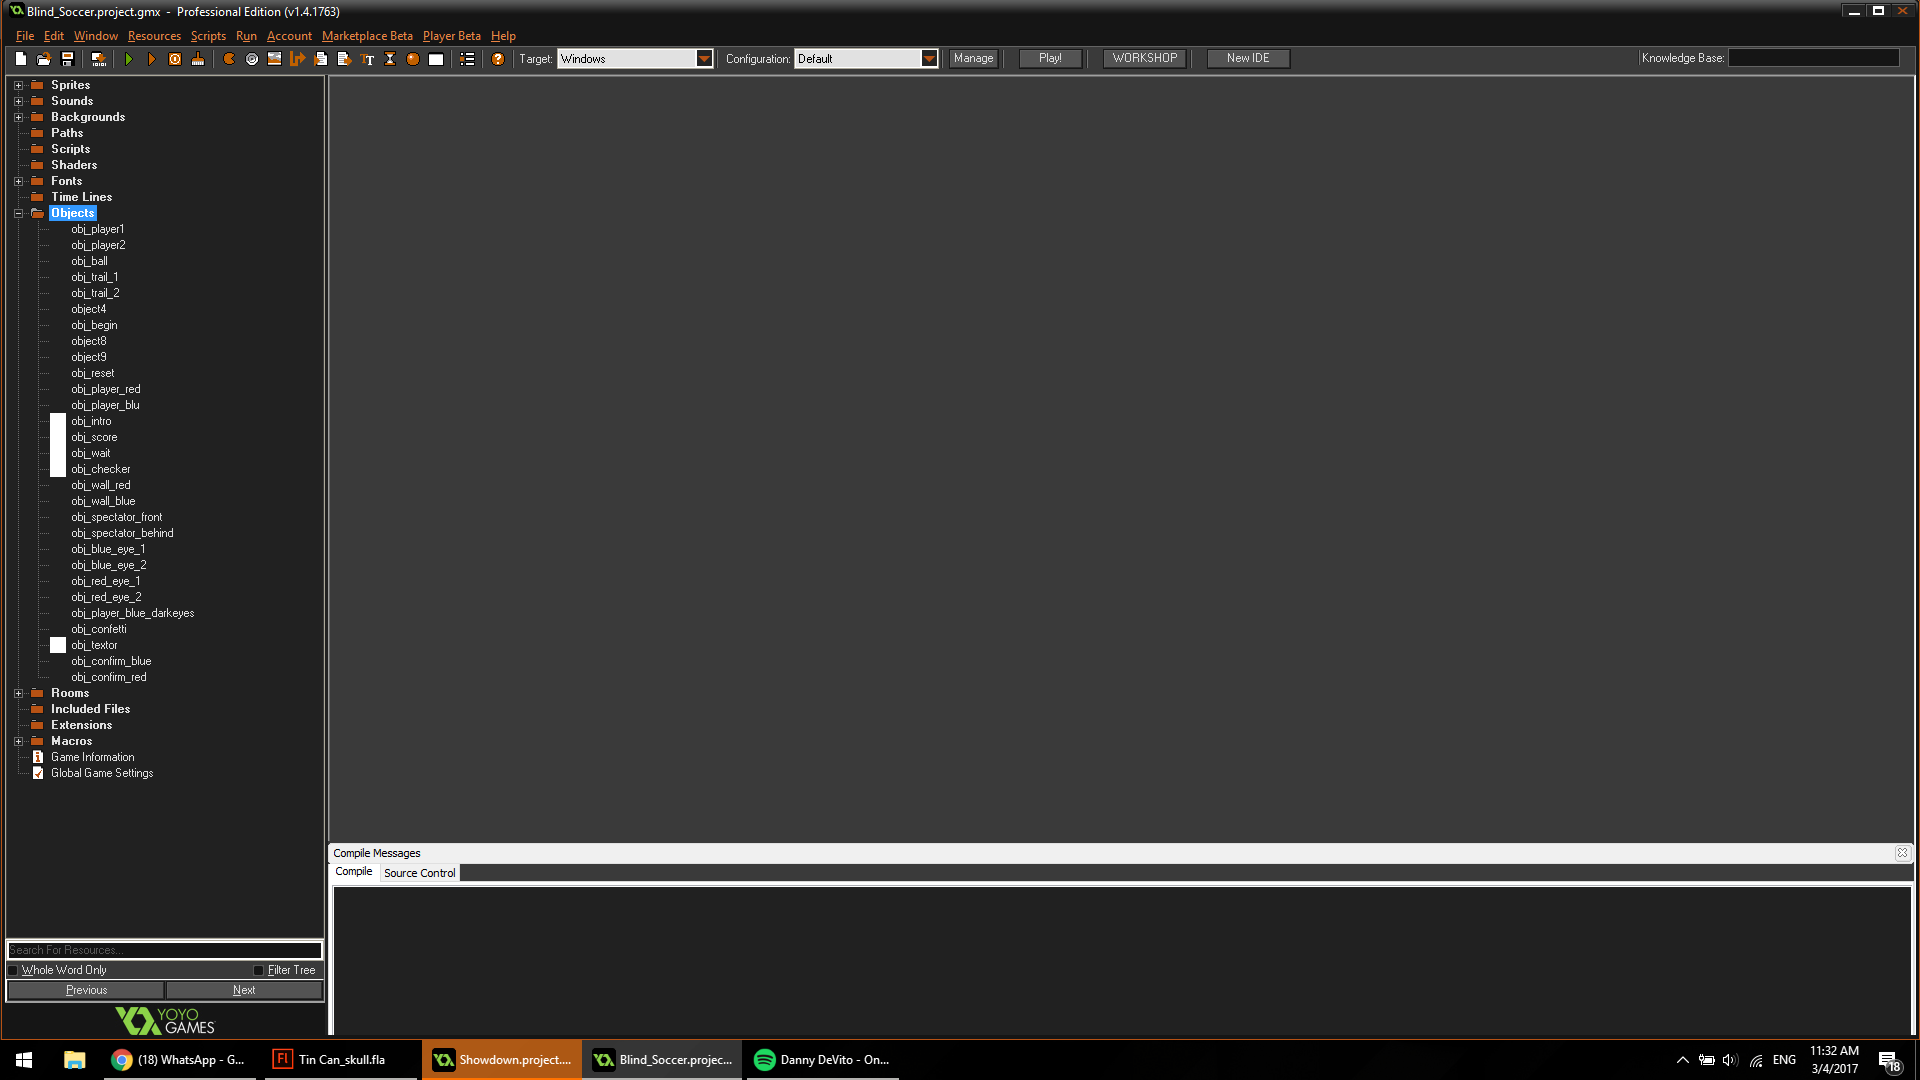 Blind_Soccer.project.gmx  -  Professional Edition (v1.4.1763)
File Edit Window Resources Scripts Run Account Marketplace Beta Player Beta Help
Target: Windows Configuration: Default Manage Play! WORKSHOP New IDE Knowledge Base:
Sprites
Sounds
Backgrounds
Paths
Scripts
Shaders
Fonts
Time Lines
Objects
obj_player1
obj_player2
obj_ball
obj_trail_1
obj_trail_2
object4
obj_begin
object8
object9
obj_reset
obj_player_red
obj_player_blu
obj_intro
obj_score
obj_wait
obj_checker
obj_wall_red
obj_wall_blue
obj_spectator_front
obj_spectator_behind
obj_blue_eye_1
obj_blue_eye_2
obj_red_eye_1
obj_red_eye_2
obj_player_blue_darkeyes
obj_confetti
obj_textor
obj_confirm_blue
obj_confirm_red
Rooms
Included Files
Extensions
Macros
Game Information
Global Game Settings
Compile Messages
Compile Source Control
Search For Resources...
Whole Word Only Filter Tree
Previous Next
YOYO
GAMES
(18) WhatsApp - G... Tin Can_skull.fla Showdown.project.... Blind_Soccer.projec... Danny DeVito - On... ENG 11:32 AM
3/4/2017 18